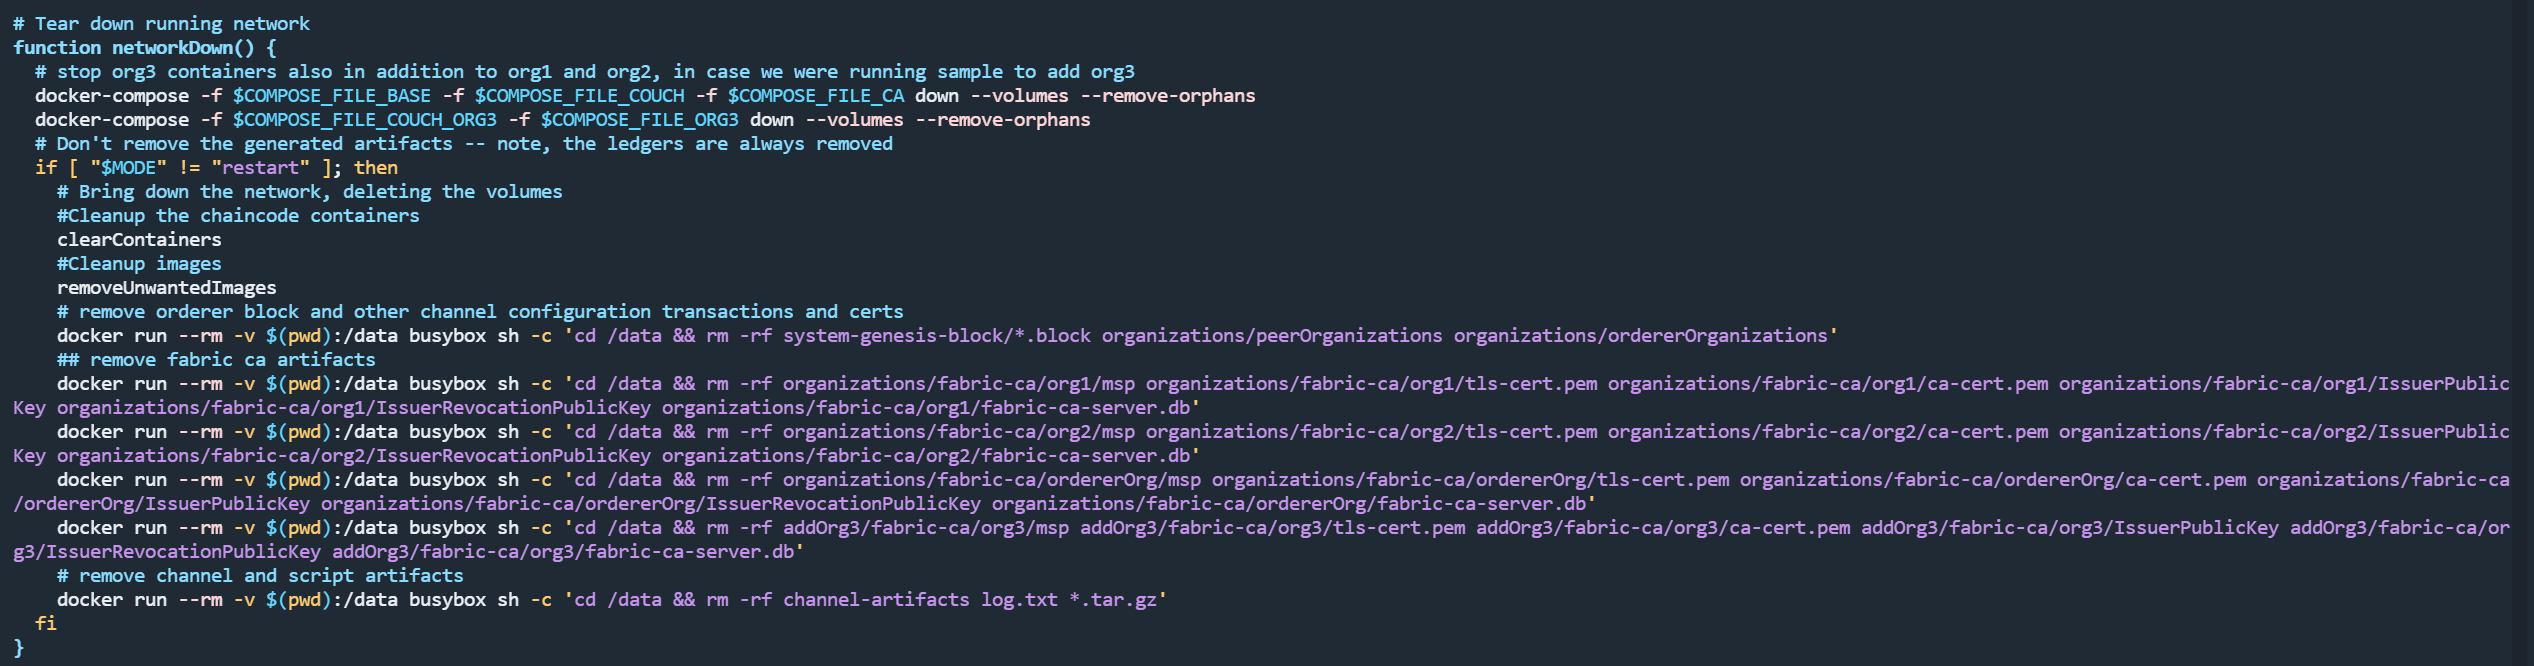 # Tear down running network
function networkDown() {
  # stop org3 containers also in addition to org1 and org2, in case we were running sample to add org3
  docker-compose -f $COMPOSE_FILE_BASE -f $COMPOSE_FILE_COUCH -f $COMPOSE_FILE_CA down --volumes --remove-orphans
  docker-compose -f $COMPOSE_FILE_COUCH_ORG3 -f $COMPOSE_FILE_ORG3 down --volumes --remove-orphans
  # Don't remove the generated artifacts -- note, the ledgers are always removed
  if [ "$MODE" != "restart" ]; then
    # Bring down the network, deleting the volumes
    #Cleanup the chaincode containers
    clearContainers
    #Cleanup images
    removeUnwantedImages
    # remove orderer block and other channel configuration transactions and certs
    docker run --rm -v $(pwd):/data busybox sh -c 'cd /data && rm -rf system-genesis-block/*.block organizations/peerOrganizations organizations/ordererOrganizations'
    ## remove fabric ca artifacts
    docker run --rm -v $(pwd):/data busybox sh -c 'cd /data && rm -rf organizations/fabric-ca/org1/msp organizations/fabric-ca/org1/tls-cert.pem organizations/fabric-ca/org1/ca-cert.pem organizations/fabric-ca/org1/IssuerPublic
Key organizations/fabric-ca/org1/IssuerRevocationPublicKey organizations/fabric-ca/org1/fabric-ca-server.db'
    docker run --rm -v $(pwd):/data busybox sh -c 'cd /data && rm -rf organizations/fabric-ca/org2/msp organizations/fabric-ca/org2/tls-cert.pem organizations/fabric-ca/org2/ca-cert.pem organizations/fabric-ca/org2/IssuerPublic
Key organizations/fabric-ca/org2/IssuerRevocationPublicKey organizations/fabric-ca/org2/fabric-ca-server.db'
    docker run --rm -v $(pwd):/data busybox sh -c 'cd /data && rm -rf organizations/fabric-ca/ordererOrg/msp organizations/fabric-ca/ordererOrg/tls-cert.pem organizations/fabric-ca/ordererOrg/ca-cert.pem organizations/fabric-ca
/ordererOrg/IssuerPublicKey organizations/fabric-ca/ordererOrg/IssuerRevocationPublicKey organizations/fabric-ca/ordererOrg/fabric-ca-server.db'
    docker run --rm -v $(pwd):/data busybox sh -c 'cd /data && rm -rf addOrg3/fabric-ca/org3/msp addOrg3/fabric-ca/org3/tls-cert.pem addOrg3/fabric-ca/org3/ca-cert.pem addOrg3/fabric-ca/org3/IssuerPublicKey addOrg3/fabric-ca/or
g3/IssuerRevocationPublicKey addOrg3/fabric-ca/org3/fabric-ca-server.db'
    # remove channel and script artifacts
    docker run --rm -v $(pwd):/data busybox sh -c 'cd /data && rm -rf channel-artifacts log.txt *.tar.gz'
  fi
}